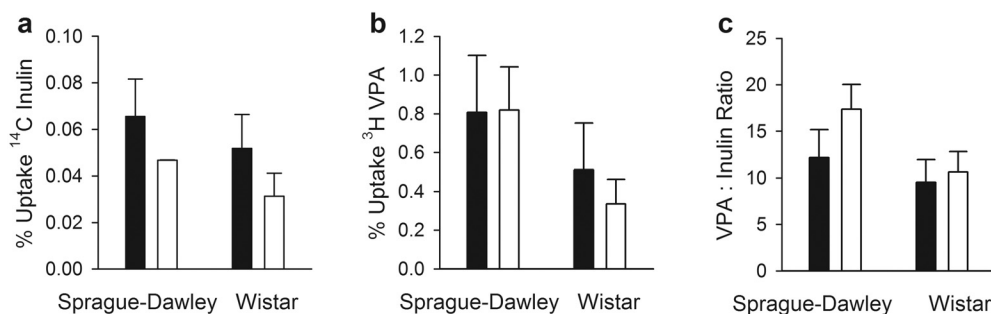 a
% Uptake ¹⁴C Inulin
0.10
0.08
0.06
0.04
0.02
0.00
Sprague-Dawley Wistar
b
% Uptake ³H VPA
1.2
1.0
0.8
0.6
0.4
0.2
0.0
Sprague-Dawley Wistar
c
VPA : Inulin Ratio
25
20
15
10
5
0
Sprague-Dawley Wistar